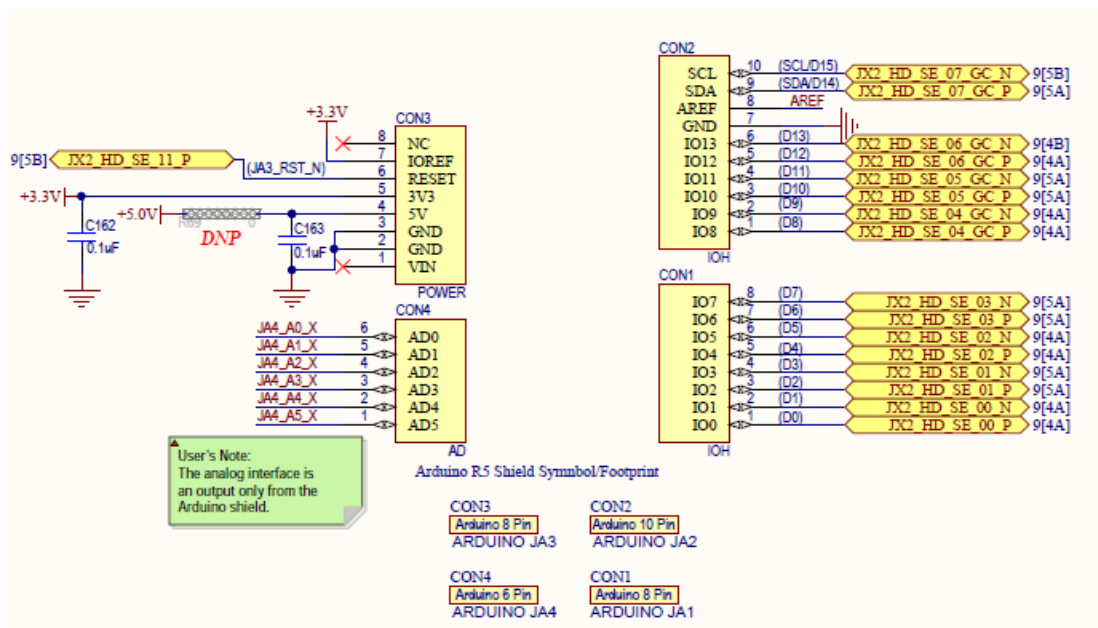 CON3
+3.3V
8 NC
7 IOREF
9[5B] JX2_HD_SE_11_P (JA3_RST_N) 6 RESET
+3.3V 5 3V3
+5.0V R89 0 4 5V
DNP
C162
0.1uF
C163
0.1uF
3 GND
2 GND
1 VIN
POWER
CON4
JA4_A0_X 6 AD0
JA4_A1_X 5 AD1
JA4_A2_X 4 AD2
JA4_A3_X 3 AD3
JA4_A4_X 2 AD4
JA4_A5_X 1 AD5
AD
User's Note:
The analog interface is
an output only from the
Arduino shield.
CON2
SCL 10 (SCL/D15) JX2_HD_SE_07_GC_N 9[5B]
SDA 9 (SDA/D14) JX2_HD_SE_07_GC_P 9[5A]
AREF 8 AREF
GND 7
IO13 6 (D13) JX2_HD_SE_06_GC_N 9[4B]
IO12 5 (D12) JX2_HD_SE_06_GC_P 9[4A]
IO11 4 (D11) JX2_HD_SE_05_GC_N 9[5A]
IO10 3 (D10) JX2_HD_SE_05_GC_P 9[5A]
IO9 2 (D9) JX2_HD_SE_04_GC_N 9[4A]
IO8 1 (D8) JX2_HD_SE_04_GC_P 9[4A]
IOH
CON1
IO7 8 (D7) JX2_HD_SE_03_N 9[5A]
IO6 7 (D6) JX2_HD_SE_03_P 9[5A]
IO5 6 (D5) JX2_HD_SE_02_N 9[4A]
IO4 5 (D4) JX2_HD_SE_02_P 9[4A]
IO3 4 (D3) JX2_HD_SE_01_N 9[5A]
IO2 3 (D2) JX2_HD_SE_01_P 9[5A]
IO1 2 (D1) JX2_HD_SE_00_N 9[4A]
IO0 1 (D0) JX2_HD_SE_00_P 9[4A]
IOH
Arduino R5 Shield Symnbol/Footprint
CON3
Arduino 8 Pin
ARDUINO JA3
CON2
Arduino 10 Pin
ARDUINO JA2
CON4
Arduino 6 Pin
ARDUINO JA4
CON1
Arduino 8 Pin
ARDUINO JA1